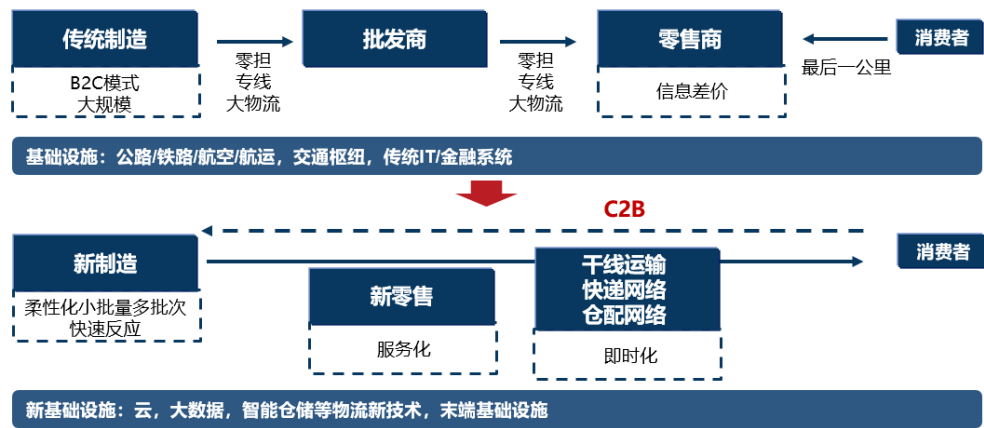 传统制造
批发商
零售商
消费者
B2C模式
大规模
零担
专线
大物流
零担
专线
大物流
信息差价
最后一公里
基础设施：公路/铁路/航空/航运，交通枢纽，传统IT/金融系统
C2B
新制造
柔性化小批量多批次
快速反应
新零售
服务化
干线运输
快递网络
仓配网络
即时化
消费者
新基础设施：云，大数据，智能仓储等物流新技术，末端基础设施